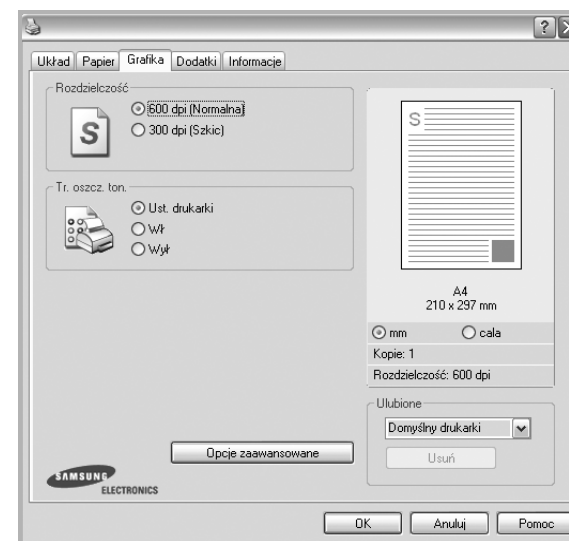 Układ Papier Grafika Dodatki Informacje
Rozdzielczość
600 dpi (Normalna)
300 dpi (Szkic)
S
Tr. oszcz. ton.
Ust. drukarki
Wł
Wył
S
A4
210 x 297 mm
mm cala
Kopie: 1
Rozdzielczość: 600 dpi
Ulubione
Domyślny drukarki
Usuń
Opcje zaawansowane
SAMSUNG
ELECTRONICS
OK Anuluj Pomoc